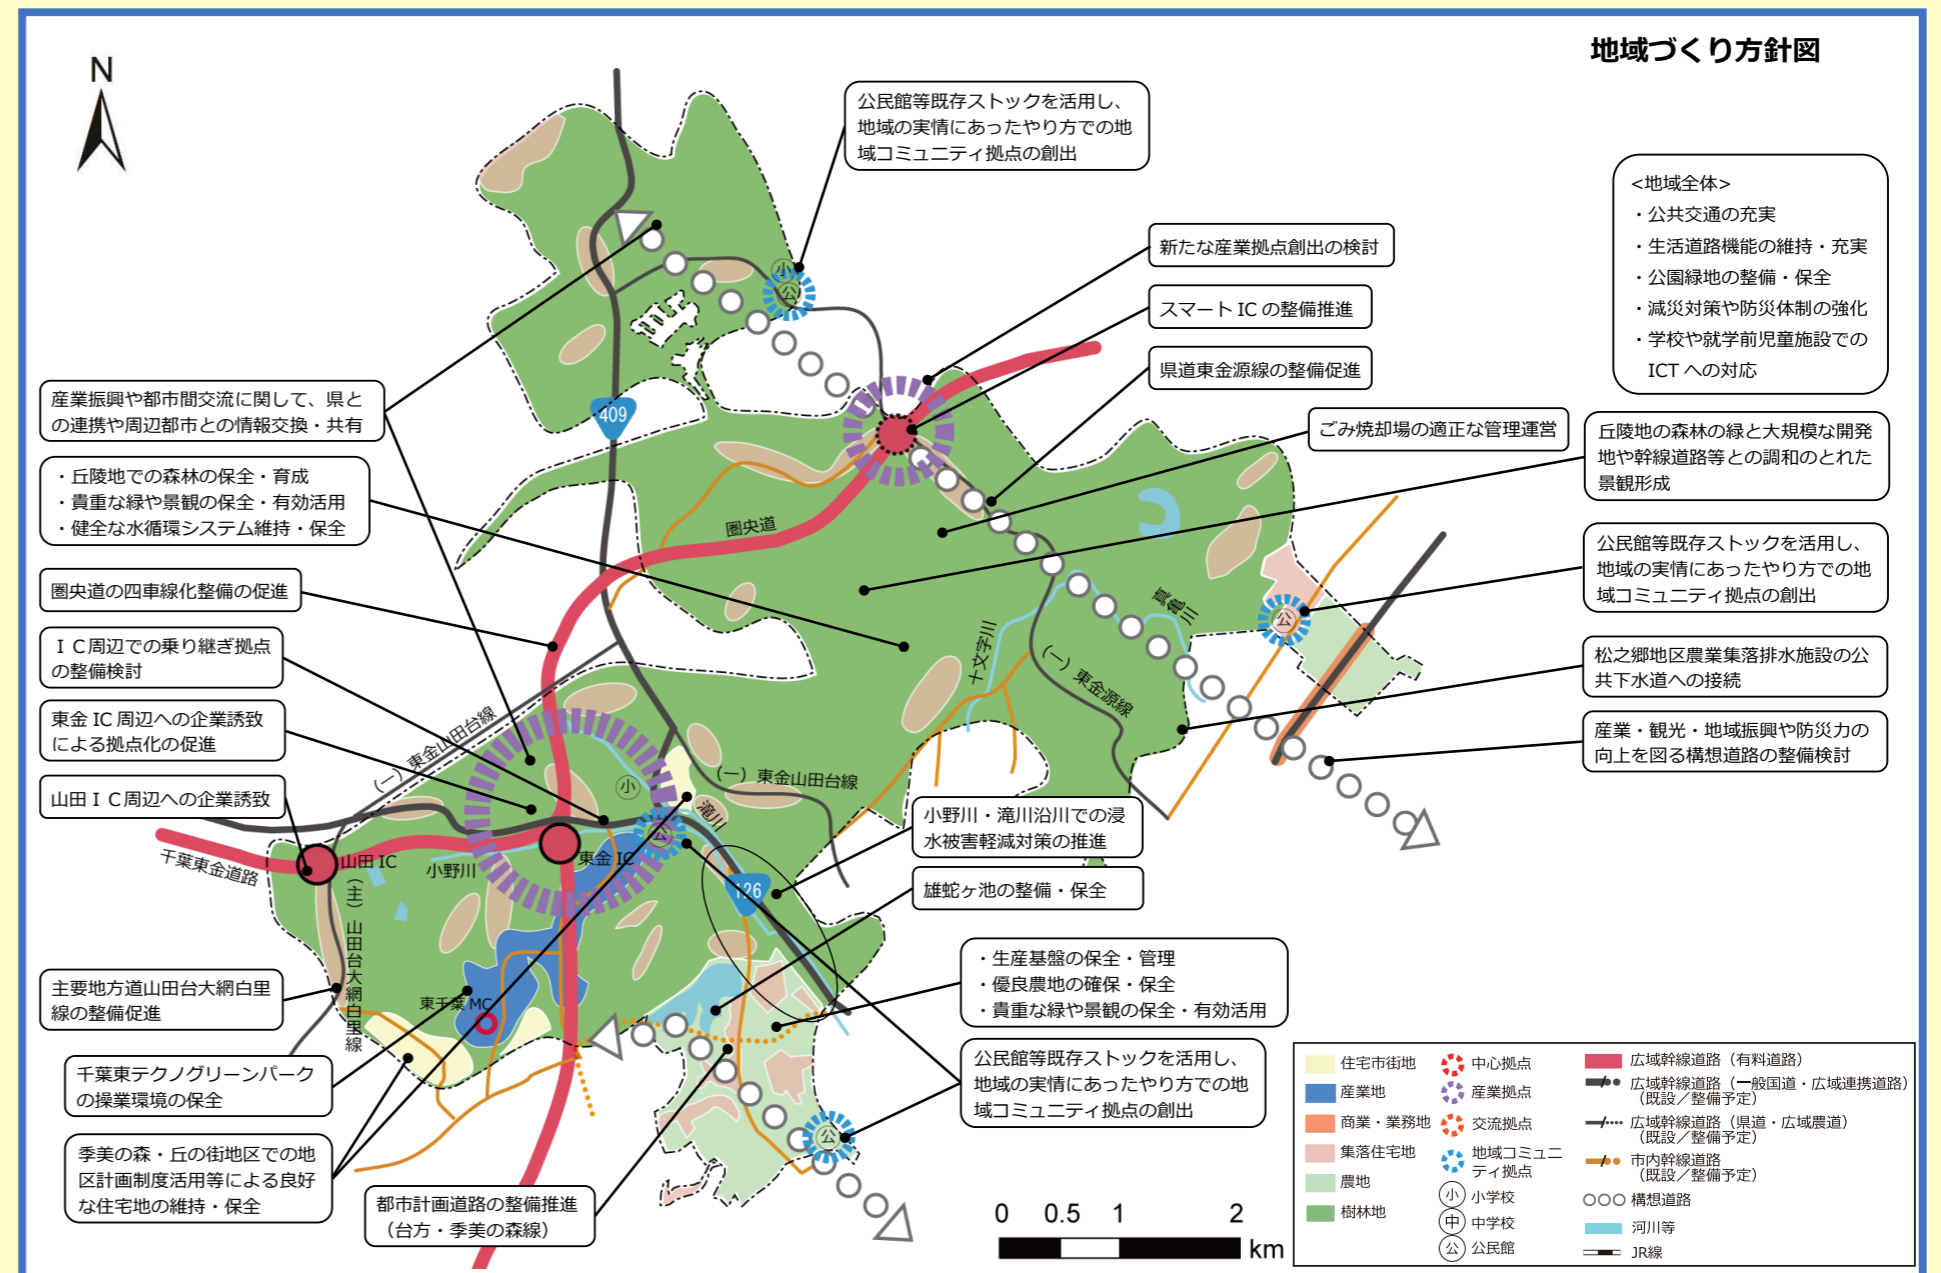 地域づくり方針図
N
公民館等既存ストックを活用し、
地域の実情にあったやり方での地
域コミュニティ拠点の創出
<地域全体>
・公共交通の充実
・生活道路機能の維持・充実
・公園緑地の整備・保全
・減災対策や防災体制の強化
・学校や就学前児童施設での
ICT への対応
新たな産業拠点創出の検討
スマート IC の整備推進
県道東金源線の整備促進
ごみ焼却場の適正な管理運営
丘陵地の森林の緑と大規模な開発
地や幹線道路等との調和のとれた
景観形成
公民館等既存ストックを活用し、
地域の実情にあったやり方での地
域コミュニティ拠点の創出
松之郷地区農業集落排水施設の公
共下水道への接続
産業・観光・地域振興や防災力の
向上を図る構想道路の整備検討
産業振興や都市間交流に関して、県と
の連携や周辺都市との情報交換・共有
・丘陵地での森林の保全・育成
・貴重な緑や景観の保全・有効活用
・健全な水循環システム維持・保全
圏央道の四車線化整備の促進
ＩＣ周辺での乗り継ぎ拠点
の整備検討
東金 IC 周辺への企業誘致
による拠点化の促進
山田ＩＣ周辺への企業誘致
主要地方道山田台大網白里
線の整備促進
千葉東テクノグリーンパーク
の操業環境の保全
季美の森・丘の街地区での地
区計画制度活用等による良好
な住宅地の維持・保全
都市計画道路の整備推進
（台方・季美の森線）
小野川・滝川沿川での浸
水被害軽減対策の推進
雄蛇ヶ池の整備・保全
・生産基盤の保全・管理
・優良農地の確保・保全
・貴重な緑や景観の保全・有効活用
公民館等既存ストックを活用し、
地域の実情にあったやり方での地
域コミュニティ拠点の創出
小
公
409
圏央道
十文字川
真亀川
（一）東金源線
公
（一）東金山田台線
小
（一）東金山田台線
滝川
公
千葉東金道路
山田 IC
小野川
東金 IC
126
（主）山田台大網白里線
東千葉 MC
公
0 0.5 1 2
km
住宅市街地
産業地
商業・業務地
集落住宅地
農地
樹林地
中心拠点
産業拠点
交流拠点
地域コミュニ
ティ拠点
小 小学校
中 中学校
公 公民館
広域幹線道路（有料道路）
広域幹線道路（一般国道・広域連携道路）
（既設／整備予定）
広域幹線道路（県道・広域農道）
（既設／整備予定）
市内幹線道路
（既設／整備予定）
構想道路
河川等
JR線